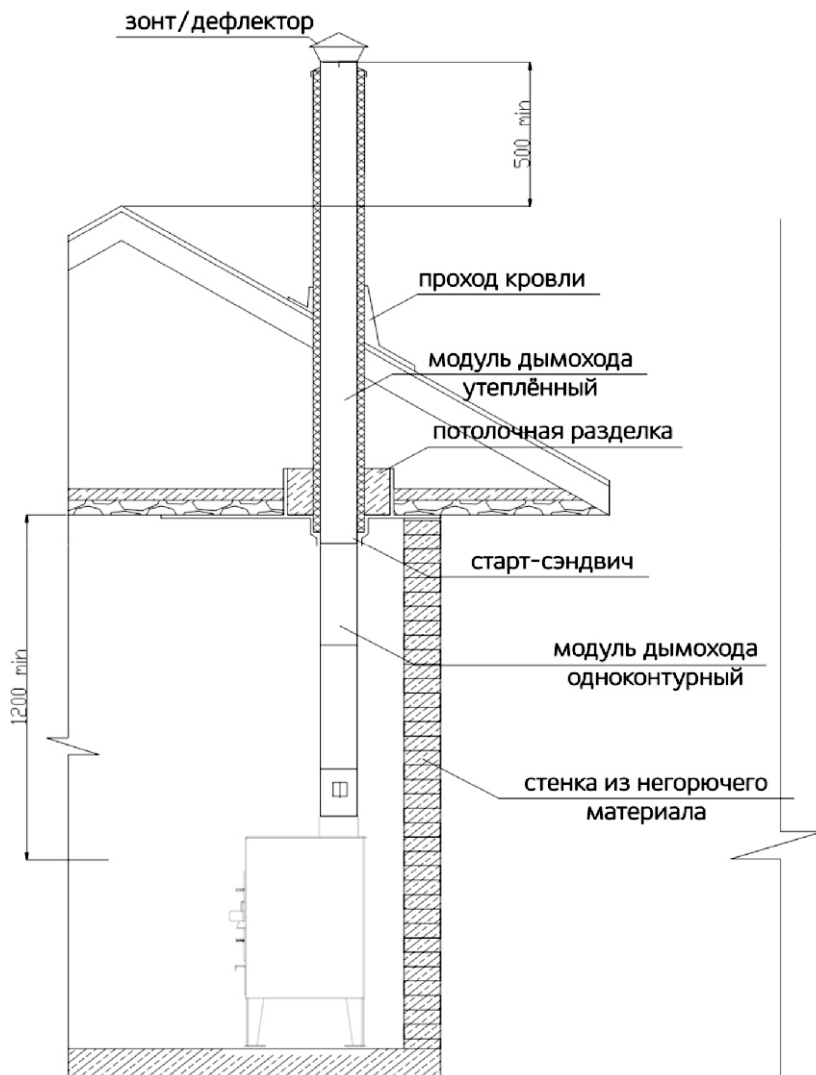 зонт/дефлектор
500 min
проход кровли
модуль дымохода
утеплённый
потолочная разделка
старт-сэндвич
модуль дымохода
одноконтурный
1200 min
стенка из негорючего
материала